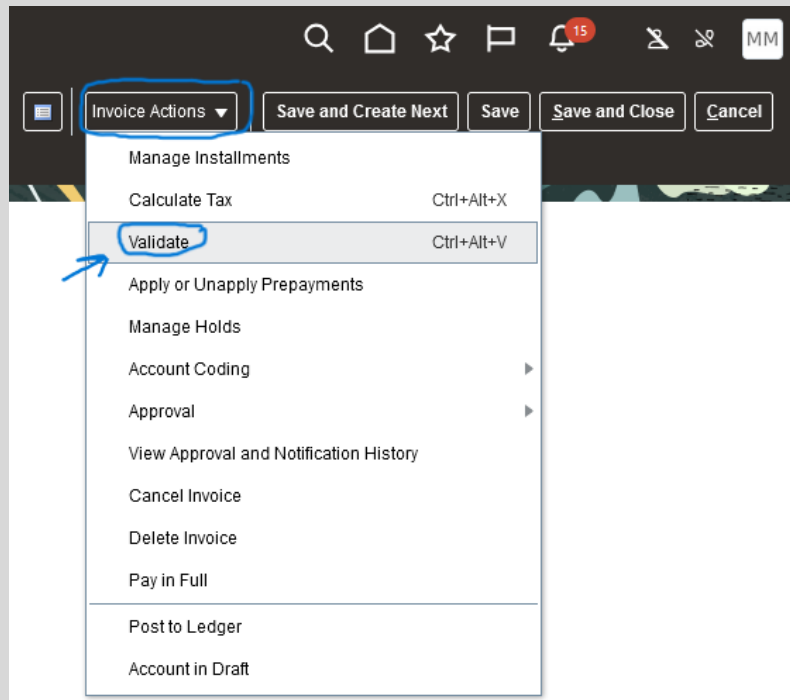 15
MM
Invoice Actions
Save and Create Next
Save
Save and Close
Cancel
Manage Installments
Calculate Tax Ctrl+Alt+X
Validate Ctrl+Alt+V
Apply or Unapply Prepayments
Manage Holds
Account Coding
Approval
View Approval and Notification History
Cancel Invoice
Delete Invoice
Pay in Full
Post to Ledger
Account in Draft